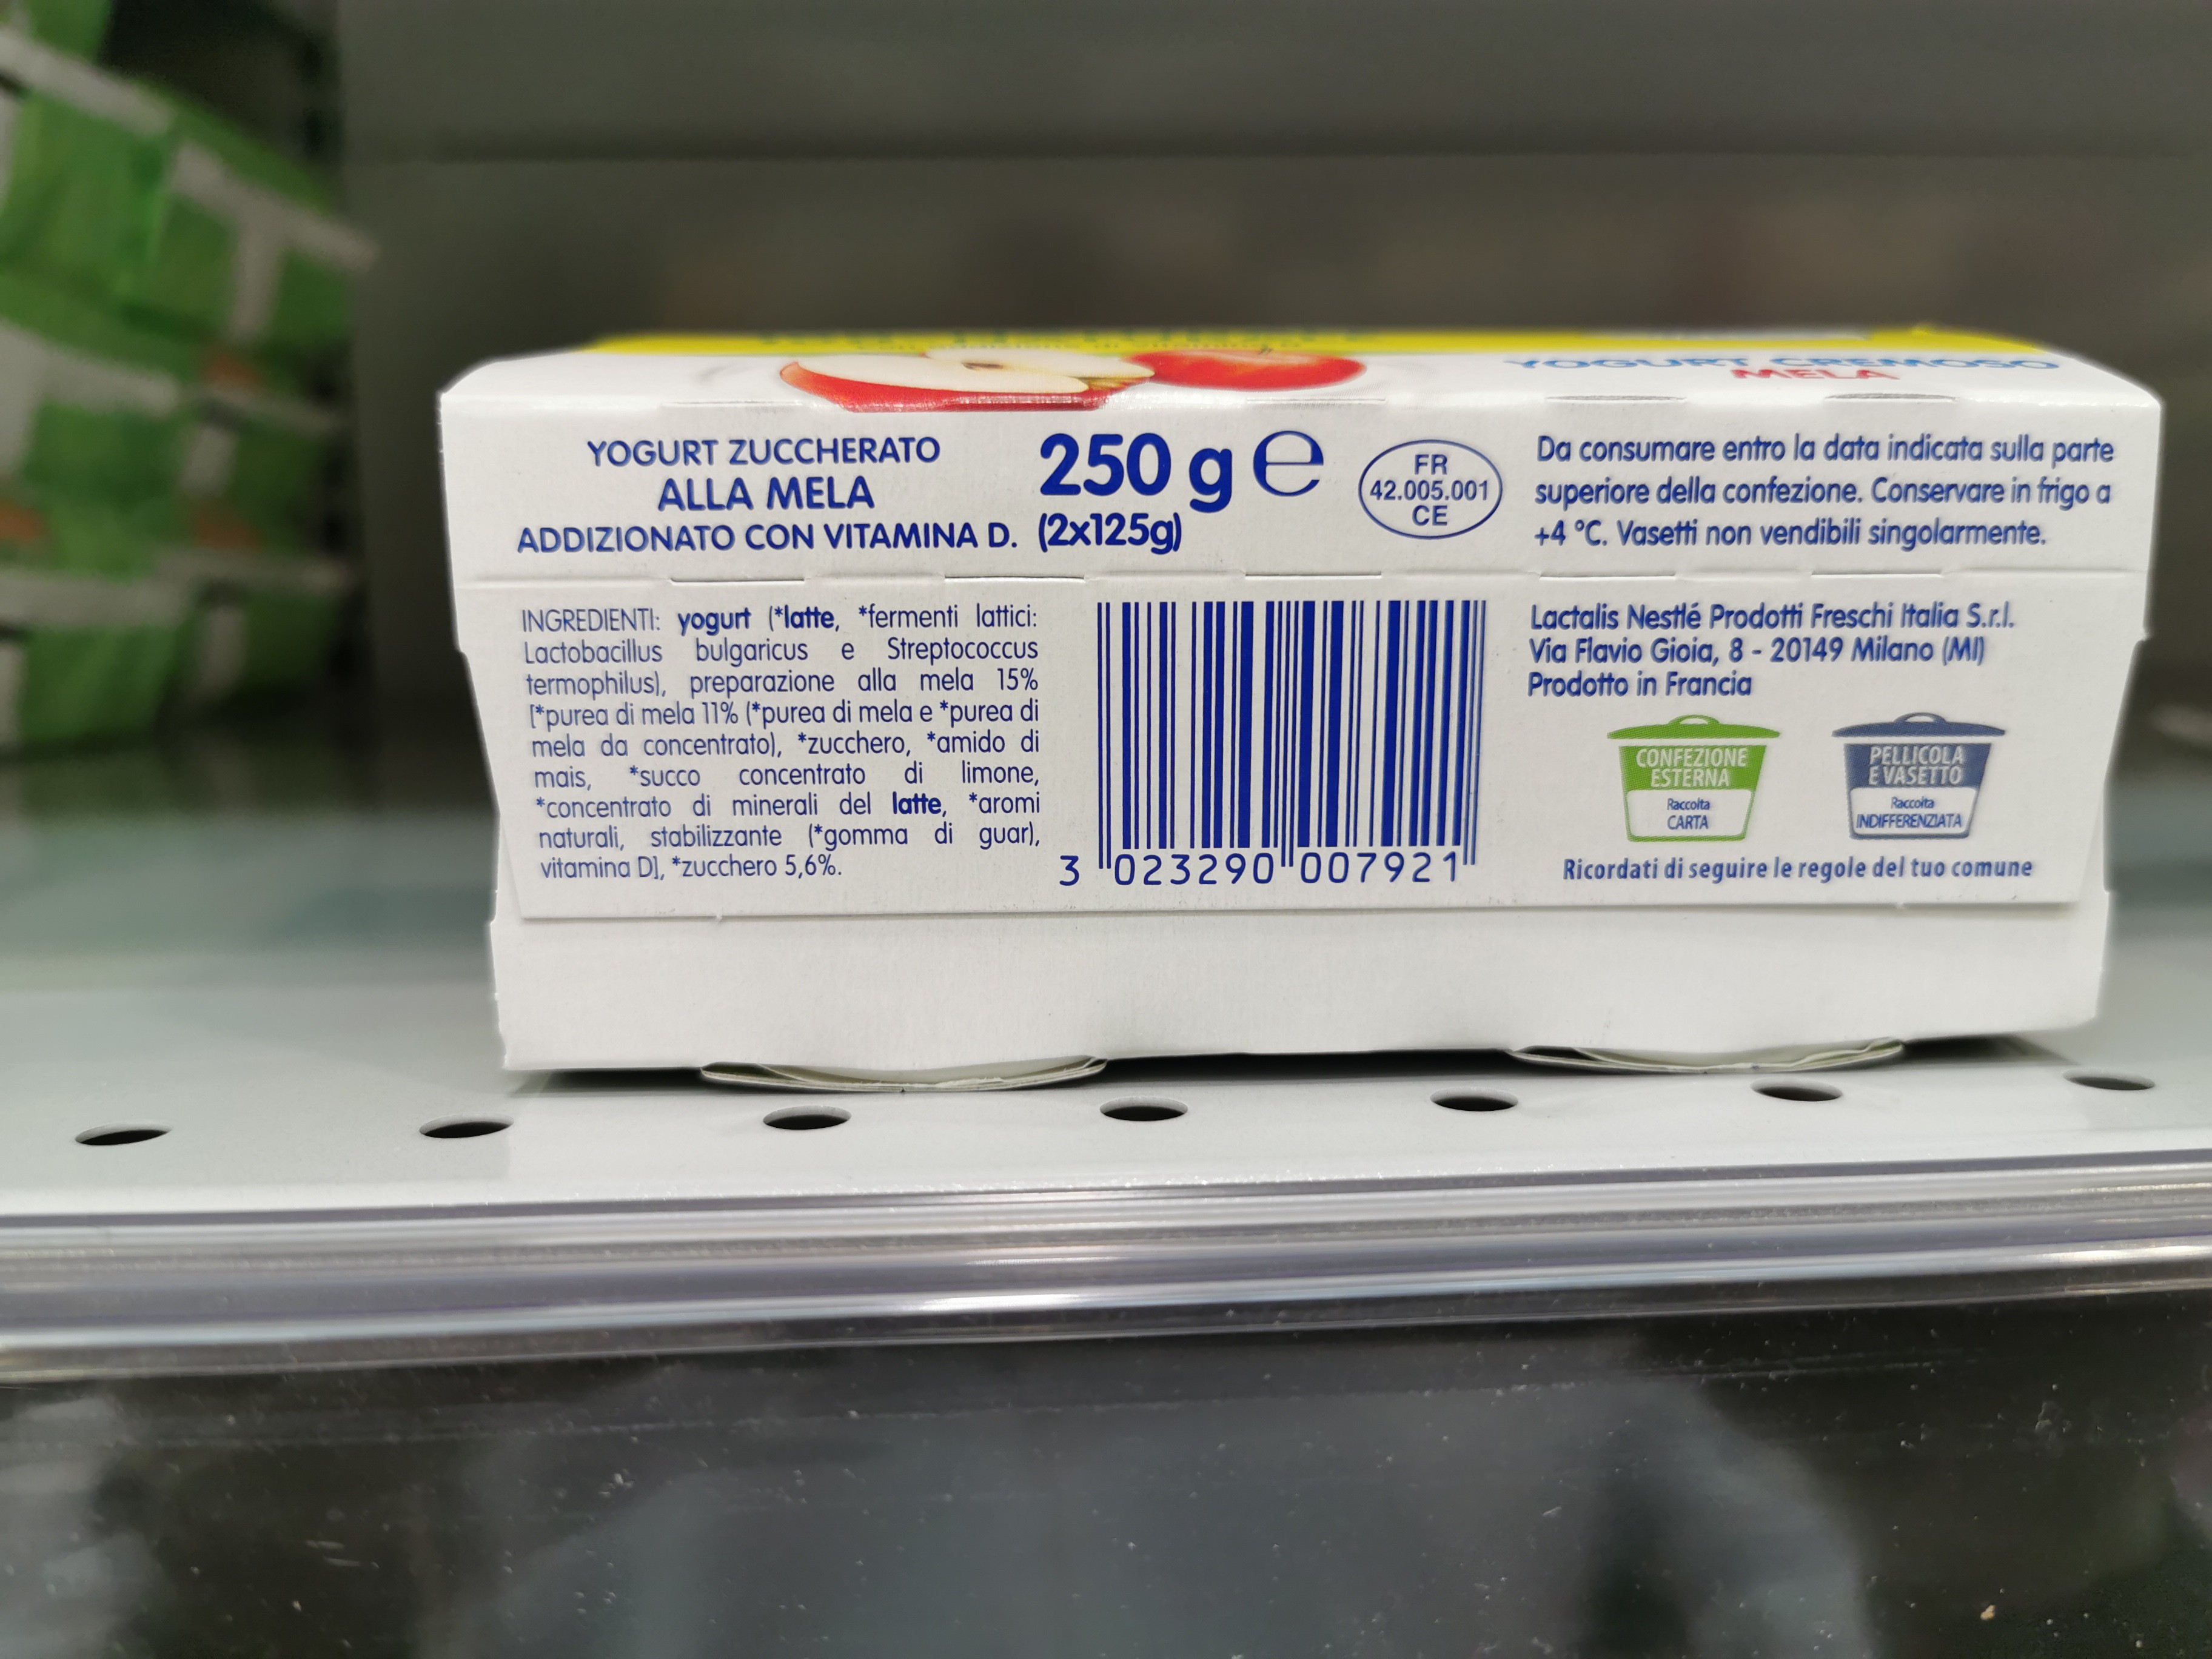 YOGURT CREMOSO
MELA
YOGURT ZUCCHERATO
ALLA MELA
ADDIZIONATO CON VITAMINA D.
250 g e
(2x125g)
FR
42.005.001
CE
Da consumare entro la data indicata sulla parte
superiore della confezione. Conservare in frigo a
+4 °C. Vasetti non vendibili singolarmente.
INGREDIENTI: yogurt (*latte, *fermenti lattici:
Lactobacillus bulgaricus e Streptococcus
termophilus), preparazione alla mela 15%
[*purea di mela 11% (*purea di mela e *purea di
mela da concentrato), *zucchero, *amido di
mais, *succo concentrato di limone,
*concentrato di minerali del latte, *aromi
naturali, stabilizzante (*gomma di guar),
vitamina D], *zucchero 5,6%.
3 023290 007921
Lactalis Nestlé Prodotti Freschi Italia S.r.l.
Via Flavio Gioia, 8 - 20149 Milano (MI)
Prodotto in Francia
CONFEZIONE
ESTERNA
Raccolta
CARTA
PELLICOLA
E VASETTO
Raccolta
INDIFFERENZIATA
Ricordati di seguire le regole del tuo comune